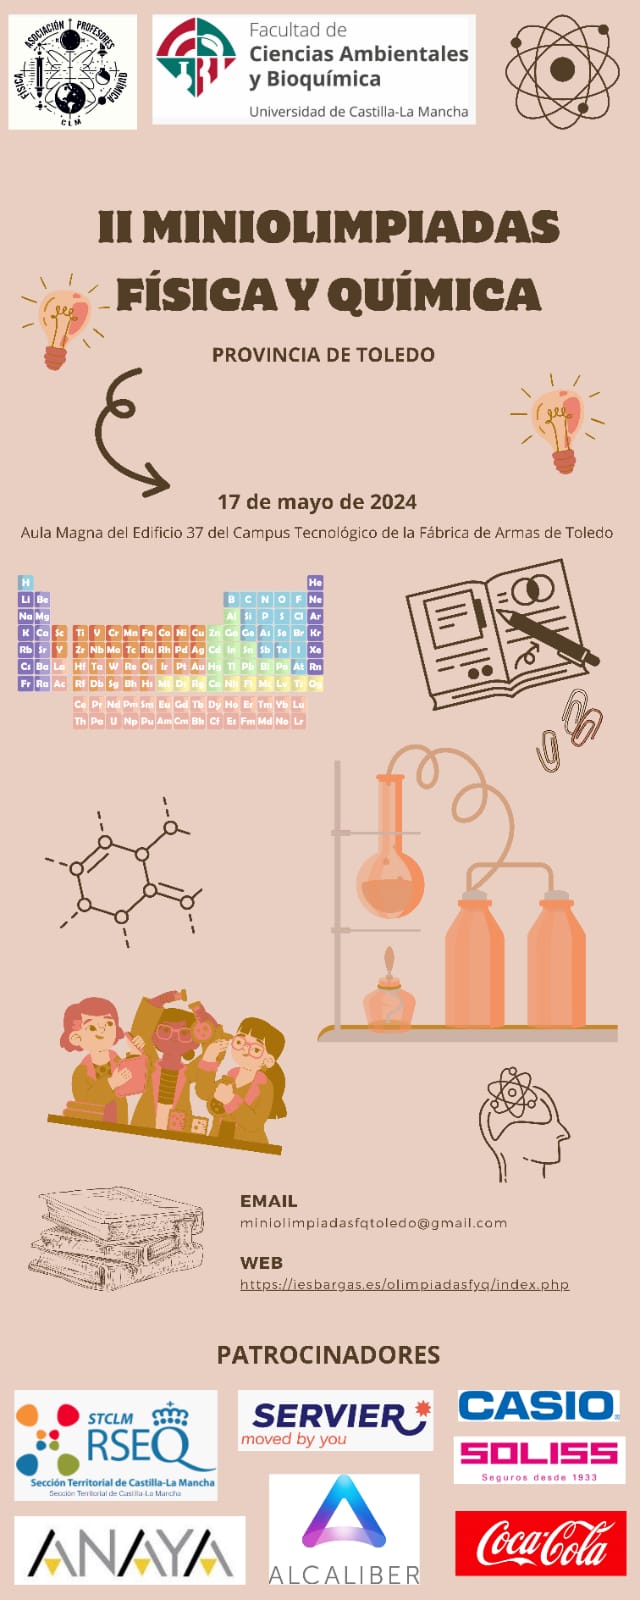 ASOCIACIÓN PROFESORES
FÍSICA
QUÍMICA
CLM
Facultad de
Ciencias Ambientales
y Bioquímica
Universidad de Castilla-La Mancha
II MINIOLIMPIADAS
FÍSICA Y QUÍMICA
PROVINCIA DE TOLEDO
17 de mayo de 2024
Aula Magna del Edificio 37 del Campus Tecnológico de la Fábrica de Armas de Toledo
H He
Li Be B C N O F Ne
Na Mg Al Si P S Cl Ar
K Ca Sc Ti V Cr Mn Fe Co Ni Cu Zn Ga Ge As Se Br Kr
Rb Sr Y Zr Nb Mo Tc Ru Rh Pd Ag Cd In Sn Sb Te I Xe
Cs Ba La Hf Ta W Re Os Ir Pt Au Hg Tl Pb Bi Po At Rn
Fr Ra Ac Rf Db Sg Bh Hs Mt Ds Rg Cn Nh Fl Mc Lv Ts Og
Ce Pr Nd Pm Sm Eu Gd Tb Dy Ho Er Tm Yb Lu
Th Pa U Np Pu Am Cm Bk Cf Es Fm Md No Lr
EMAIL
miniolimpiadasfqtoledo@gmail.com
WEB
https://iesbargas.es/olimpiadasfyq/index.php
PATROCINADORES
STCLM
RSEQ
Sección Territorial de Castilla-La Mancha
Sección Territorial de Castilla-La Mancha
SERVIER
moved by you
CASIO
SOLISS
Seguros desde 1933
ANAYA
ALCALIBER
Coca-Cola